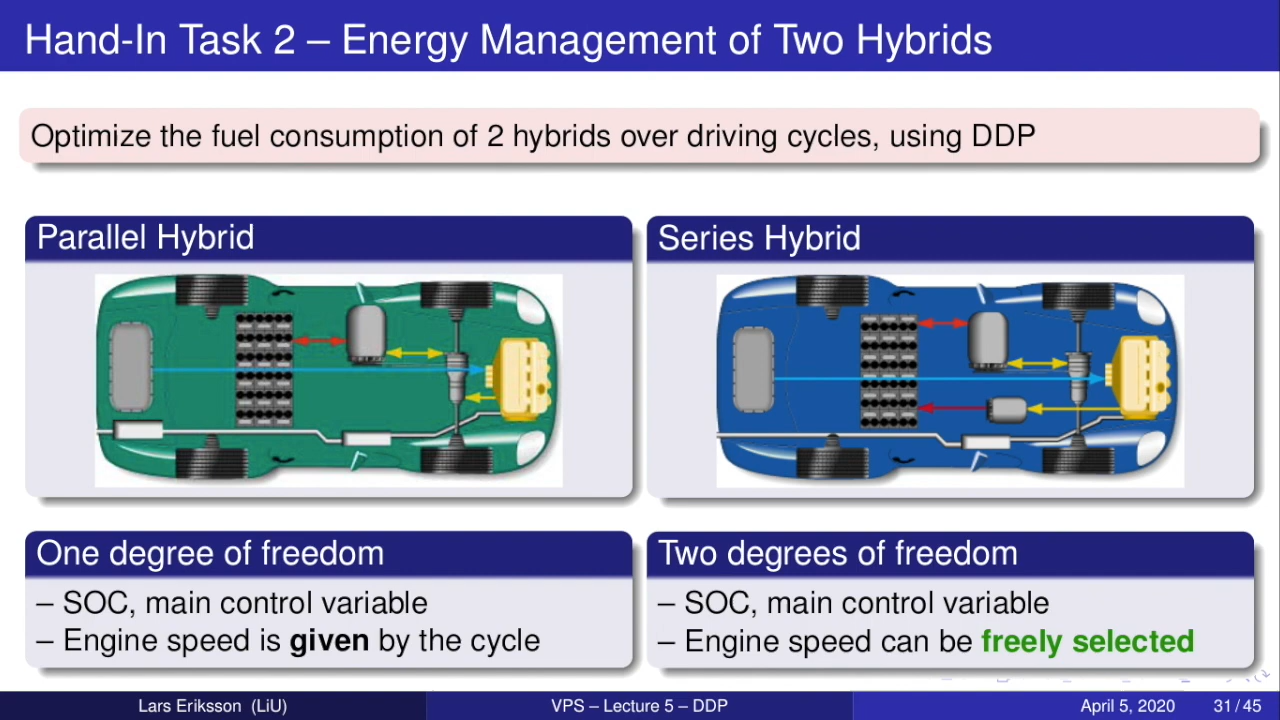 Hand-In Task 2 – Energy Management of Two Hybrids
Optimize the fuel consumption of 2 hybrids over driving cycles, using DDP
Parallel Hybrid
Series Hybrid
One degree of freedom
– SOC, main control variable
– Engine speed is given by the cycle
Two degrees of freedom
– SOC, main control variable
– Engine speed can be freely selected
Lars Eriksson (LiU)
VPS – Lecture 5 – DDP
April 5, 2020
31 / 45